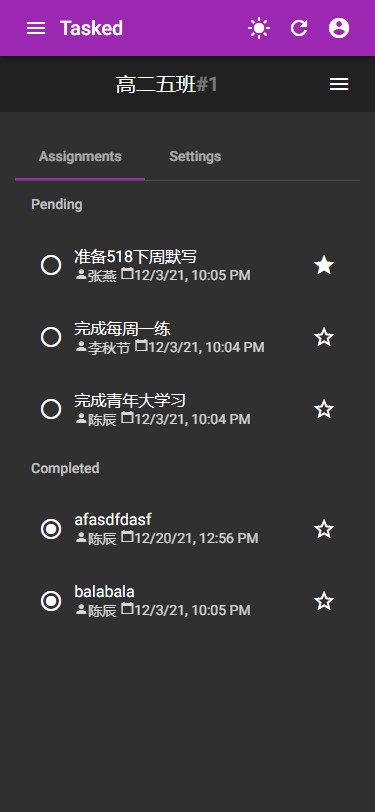 Tasked
高二五班#1
Assignments Settings
Pending
准备518下周默写
张燕 12/3/21, 10:05 PM
完成每周一练
李秋节 12/3/21, 10:04 PM
完成青年大学习
陈辰 12/3/21, 10:04 PM
Completed
afasdfdasf
陈辰 12/20/21, 12:56 PM
balabala
陈辰 12/3/21, 10:05 PM